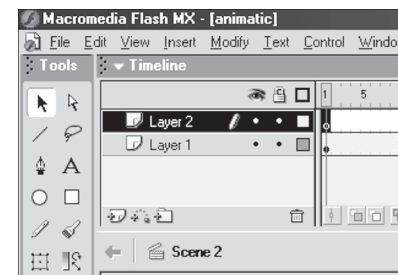 Macromedia Flash MX - [animatic]
File Edit View Insert Modify Text Control Windo
Tools Timeline
1 5
Layer 2
Layer 1
Scene 2